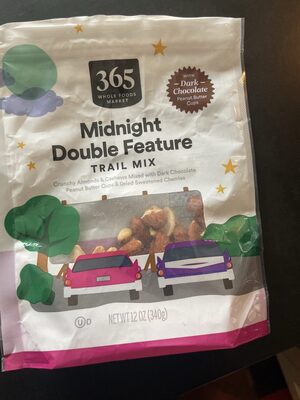 365
WHOLE FOODS
MARKET
WITH
Dark
Chocolate
Peanut Butter
Cups
Midnight
Double Feature
TRAIL MIX
Crunchy Almonds & Cashews Mixed with Dark Chocolate
Peanut Butter Cups & Dried Sweetened Cherries
U D
NET WT 12 OZ (340g)